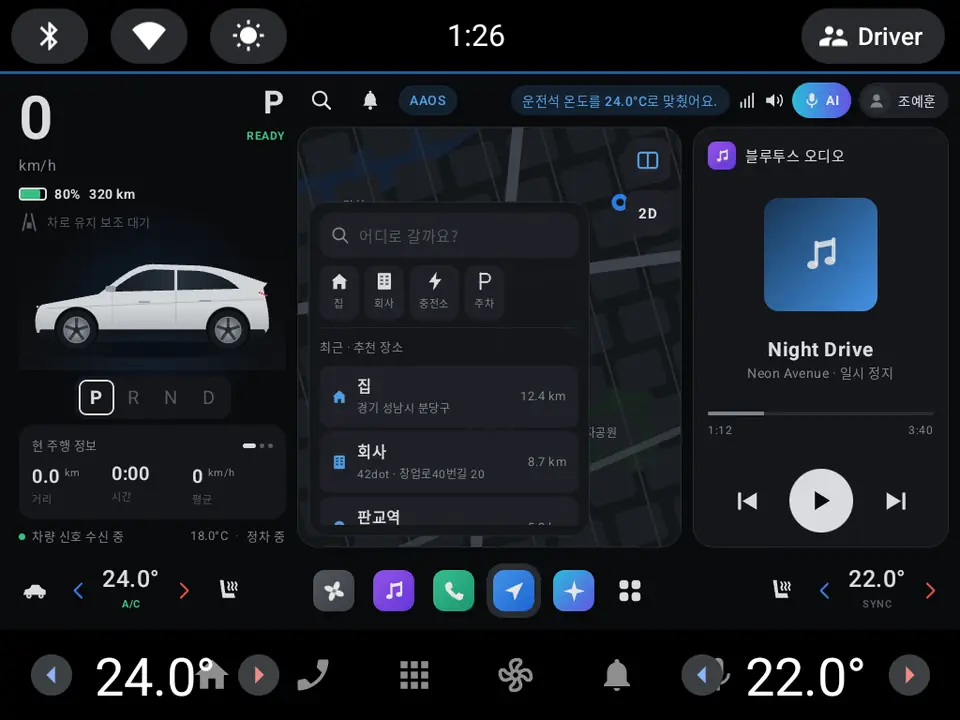 1:26
Driver
0
P
READY
km/h
80% 320 km
차로 유지 보조 대기
P R N D
현 주행 정보
0.0 km
거리
0:00
시간
0 km/h
평균
차량 신호 수신 중
18.0°C · 정차 중
AAOS
운전석 온도를 24.0°C로 맞췄어요.
AI
조예훈
2D
어디로 갈까요?
집
회사
충전소
주차
최근 · 추천 장소
집
경기 성남시 분당구
12.4 km
회사
42dot · 창업로40번길 20
8.7 km
판교역
블루투스 오디오
Night Drive
Neon Avenue · 일시 정지
1:12
3:40
24.0°
A/C
22.0°
SYNC
24.0°
22.0°